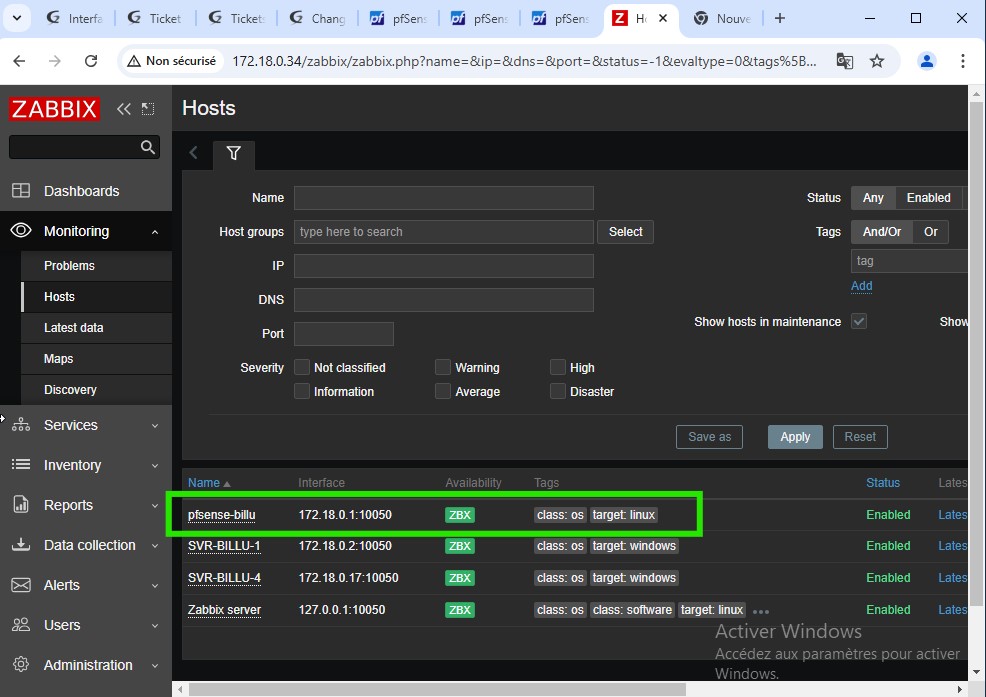 Interfa
Ticket
Ticket
Chang
pfSens
pfSens
pfSens
Ho
Nouve
Non sécurisé 172.18.0.34/zabbix/zabbix.php?name=&ip=&dns=&port=&status=-1&evaltype=0&tags%5B...
ZABBIX
Hosts
Dashboards
Monitoring
Problems
Hosts
Latest data
Maps
Discovery
Services
Inventory
Reports
Data collection
Alerts
Users
Administration
Name
Status Any Enabled
Host groups type here to search Select
Tags And/Or Or
IP
tag
DNS
Add
Port
Show hosts in maintenance
Show
Severity Not classified Warning High
Information Average Disaster
Save as Apply Reset
Name Interface Availability Tags Status Lates
pfsense-billu 172.18.0.1:10050 ZBX class: os target: linux Enabled Lates
SVR-BILLU-1 172.18.0.2:10050 ZBX class: os target: windows Enabled Lates
SVR-BILLU-4 172.18.0.17:10050 ZBX class: os target: windows Enabled Lates
Zabbix server 127.0.0.1:10050 ZBX class: os class: software target: linux ••• Enabled Lates
Activer Windows
Accédez aux paramètres pour activer
Windows.